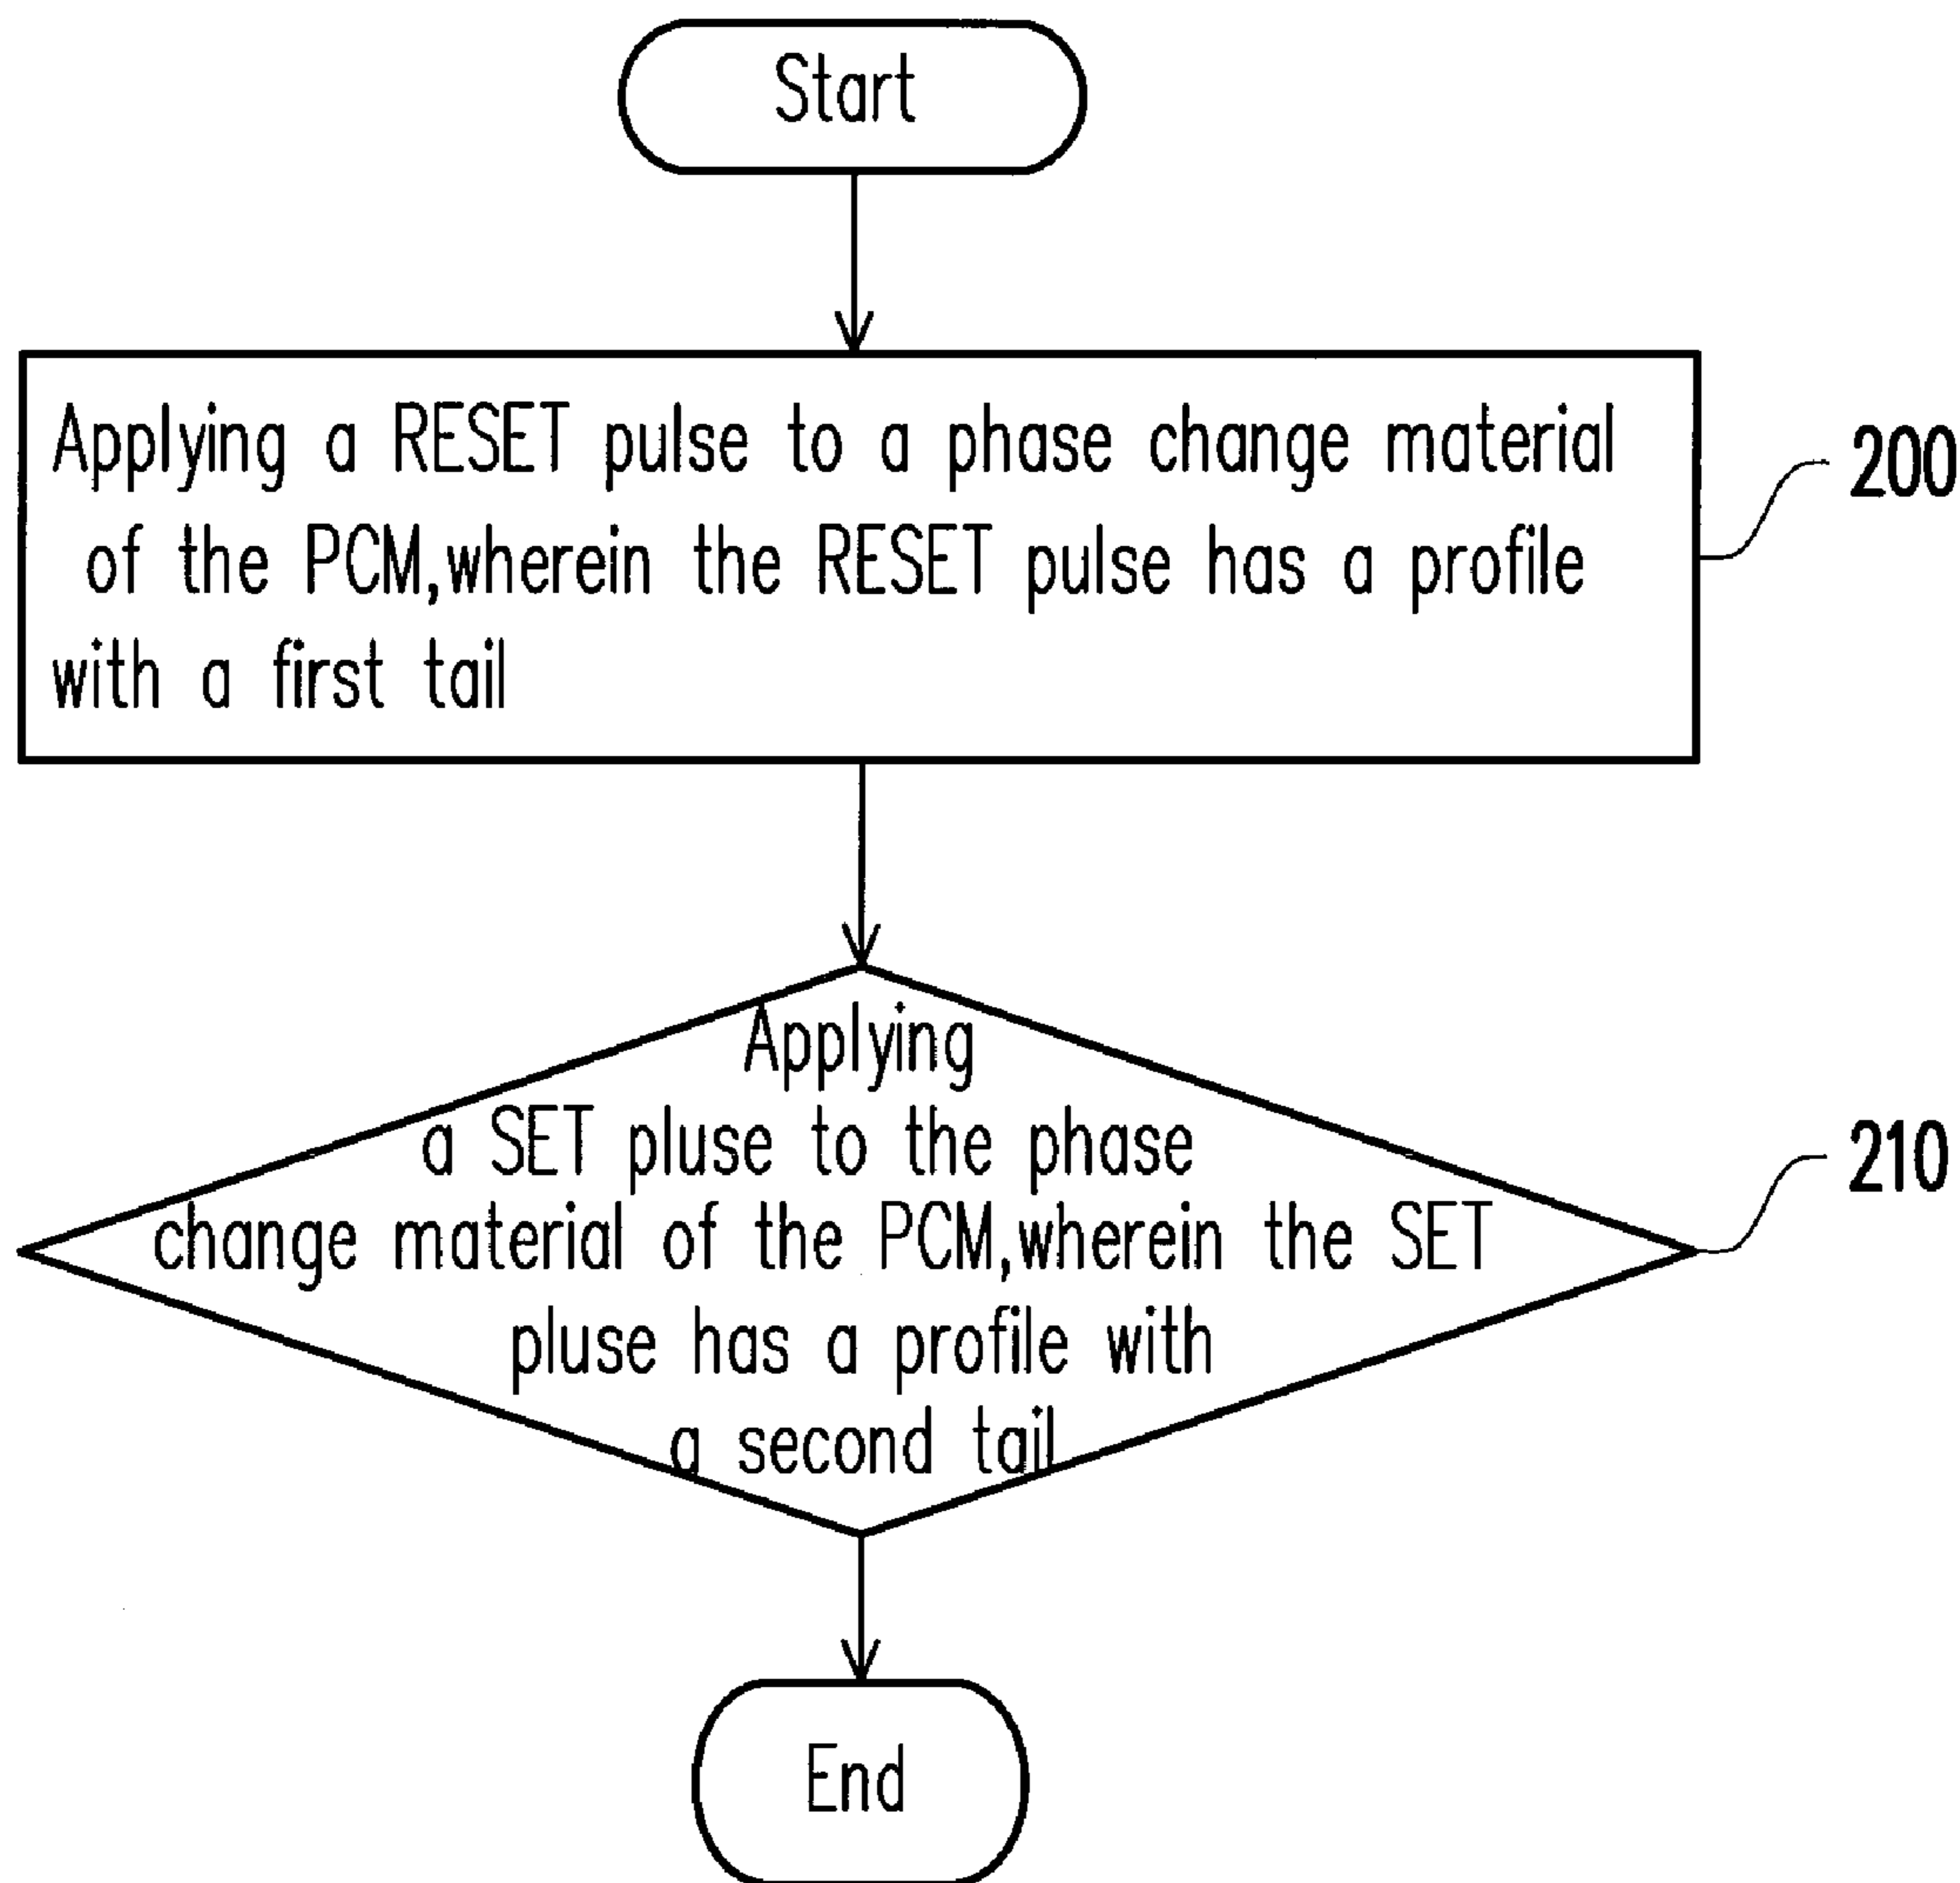 Start
Applying a RESET pulse to a phase change material
of the PCM,wherein the RESET pulse has a profile
with a first tail
200
Applying
a SET pluse to the phase
change material of the PCM,wherein the SET
pluse has a profile with
a second tail
210
End